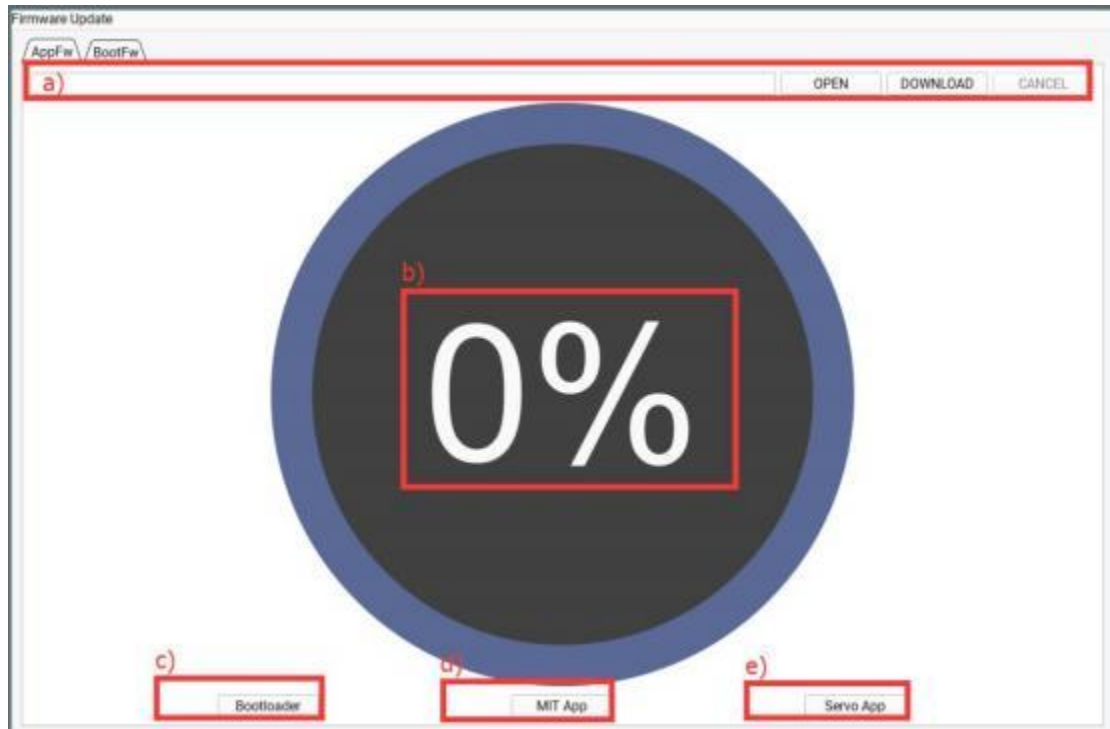 Firmware Update
AppFw BootFw
a) OPEN DOWNLOAD CANCEL
b)
0%
c) d) e)
Bootloader MIT App Servo App